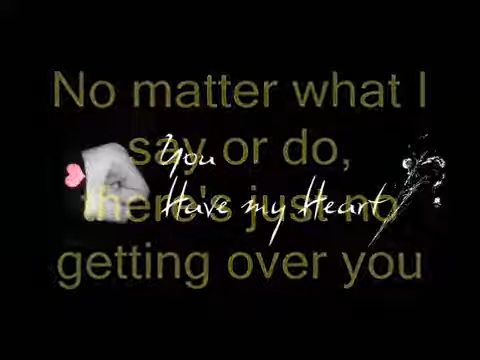 No matter what I
say or do,
You
there's just no
Have my Heart
getting over you